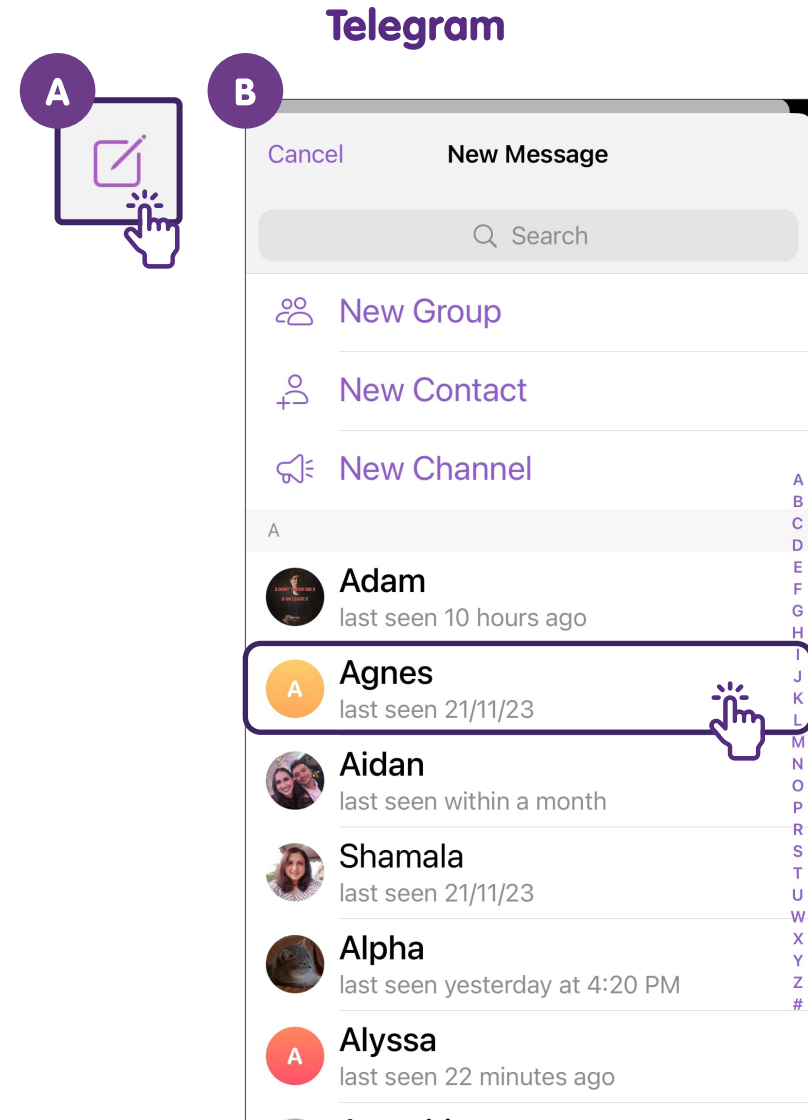 Telegram
A
B
Cancel
New Message
Search
New Group
New Contact
New Channel
A
Adam
last seen 10 hours ago
A
Agnes
last seen 21/11/23
Aidan
last seen within a month
Shamala
last seen 21/11/23
Alpha
last seen yesterday at 4:20 PM
A
Alyssa
last seen 22 minutes ago
A
B
C
D
E
F
G
H
I
J
K
L
M
N
O
P
R
S
T
U
W
X
Y
Z
#